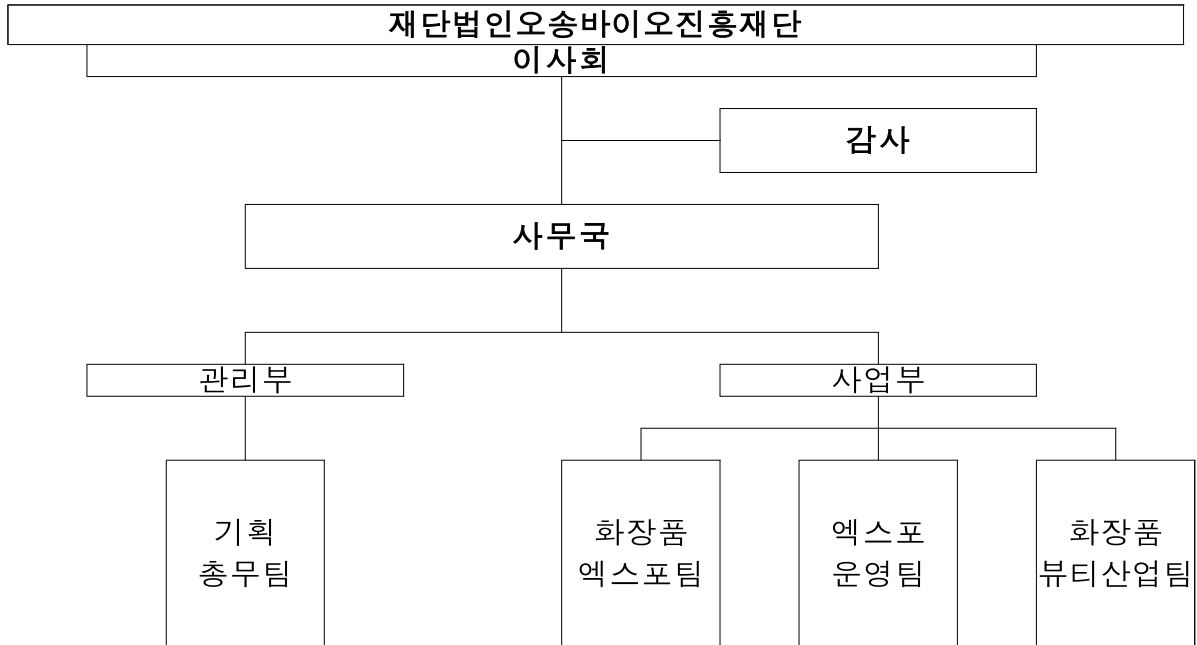 재단법인오송바이오진흥재단
이사회
감사
사무국
관리부
사업부
기획
총무팀
화장품
엑스포팀
엑스포
운영팀
화장품
뷰티산업팀